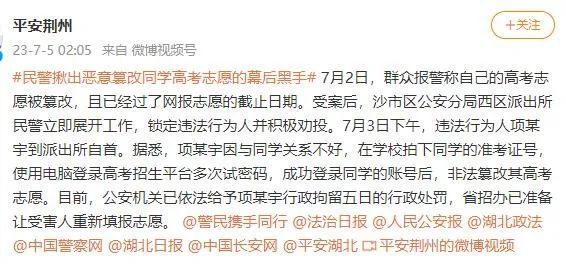 平安荆州
+关注
23-7-5 02:05 来自 微博视频号
#民警揪出恶意篡改同学高考志愿的幕后黑手# 7月2日，群众报警称自己的高考志
愿被篡改，且已经过了网报志愿的截止日期。受案后，沙市区公安分局西区派出所
民警立即展开工作，锁定违法行为人并积极劝投。7月3日下午，违法行为人项某
宇到派出所自首。据悉，项某宇因与同学关系不好，在学校拍下同学的准考证号，
使用电脑登录高考招生平台多次试密码，成功登录同学的账号后，非法篡改其高考
志愿。目前，公安机关已依法给予项某宇行政拘留五日的行政处罚，省招办已准备
让受害人重新填报志愿。 @警民携手同行 @法治日报 @人民公安报 @湖北政法
@中国警察网 @湖北日报 @中国长安网 @平安湖北 平安荆州的微博视频